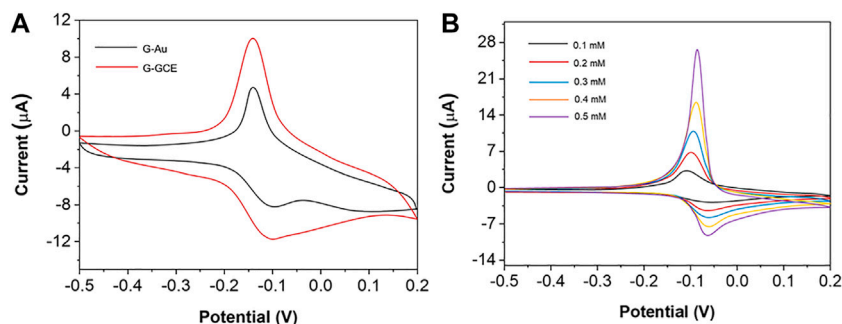 A
12
8
4
0
-4
-8
-12
Current (μA)
G-Au
G-GCE
-0.5 -0.4 -0.3 -0.2 -0.1 0.0 0.1 0.2
Potential (V)
B
28
21
14
7
0
-7
-14
Current (μA)
0.1 mM
0.2 mM
0.3 mM
0.4 mM
0.5 mM
-0.5 -0.4 -0.3 -0.2 -0.1 0.0 0.1 0.2
Potential (V)